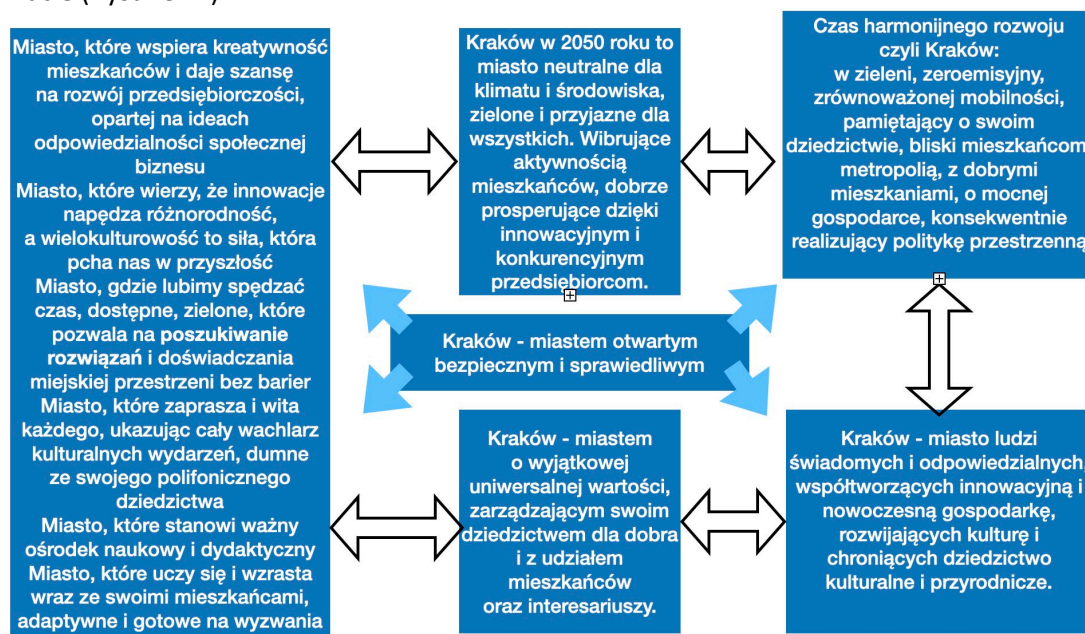 Miasto, które wspiera kreatywność
mieszkańców i daje szansę
na rozwój przedsiębiorczości,
opartej na ideach
odpowiedzialności społecznej
biznesu
Miasto, które wierzy, że innowacje
napędza różnorodność,
a wielokulturowość to siła, która
pcha nas w przyszłość
Miasto, gdzie lubimy spędzać
czas, dostępne, zielone, które
pozwala na poszukiwanie
rozwiązań i doświadczania
miejskiej przestrzeni bez barier
Miasto, które zaprasza i wita
każdego, ukazując cały wachlarz
kulturalnych wydarzeń, dumne
ze swojego polifonicznego
dziedzictwa
Miasto, które stanowi ważny
ośrodek naukowy i dydaktyczny
Miasto, które uczy się i wzrasta
wraz ze swoimi mieszkańcami,
adaptywne i gotowe na wyzwania
Kraków w 2050 roku to
miasto neutralne dla
klimatu i środowiska,
zielone i przyjazne dla
wszystkich. Wibrujące
aktywnością
mieszkańców, dobrze
prosperujące dzięki
innowacyjnym i
konkurencyjnym
przedsiębiorcom.
Czas harmonijnego rozwoju
czyli Kraków:
w zieleni, zeroemisyjny,
zrównoważonej mobilności,
pamiętający o swoim
dziedzictwie, bliski mieszkańcom
metropolią, z dobrymi
mieszkaniami, o mocnej
gospodarce, konsekwentnie
realizujący politykę przestrzenną
Kraków - miastem otwartym
bezpiecznym i sprawiedliwym
Kraków - miastem
o wyjątkowej
uniwersalnej wartości,
zarządzającym swoim
dziedzictwem dla dobra
i z udziałem
mieszkańców
oraz interesariuszy.
Kraków - miasto ludzi
świadomych i odpowiedzialnych,
współtworzących innowacyjną i
nowoczesną gospodarkę,
rozwijających kulturę i
chroniących dziedzictwo
kulturalne i przyrodnicze.